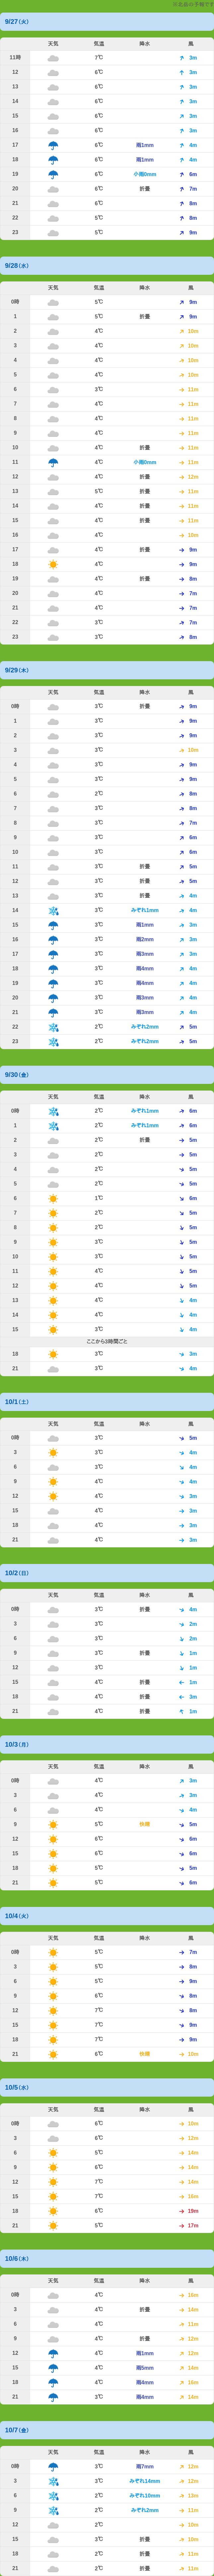 9/27(火)
天気 気温 降水 風
11時 7℃ 3m
12 6℃ 3m
13 6℃ 3m
14 6℃ 3m
15 6℃ 3m
16 6℃ 3m
17 6℃ 雨1mm 4m
18 6℃ 雨1mm 4m
19 6℃ 小雨0mm 6m
20 6℃ 折畳 7m
21 6℃ 8m
22 5℃ 8m
23 5℃ 9m
9/28(水)
天気 気温 降水 風
0時 5℃ 9m
1 5℃ 折畳 9m
2 4℃ 10m
3 4℃ 10m
4 4℃ 10m
5 4℃ 10m
6 3℃ 11m
7 4℃ 11m
8 4℃ 11m
9 4℃ 11m
10 4℃ 折畳 11m
11 4℃ 小雨0mm 11m
12 4℃ 折畳 12m
13 5℃ 折畳 11m
14 4℃ 折畳 11m
15 4℃ 折畳 11m
16 4℃ 10m
17 4℃ 折畳 9m
18 4℃ 9m
19 4℃ 折畳 8m
20 4℃ 7m
21 4℃ 7m
22 3℃ 7m
23 3℃ 8m
9/29(木)
天気 気温 降水 風
0時 3℃ 折畳 9m
1 3℃ 9m
2 3℃ 9m
3 3℃ 10m
4 3℃ 9m
5 3℃ 9m
6 2℃ 8m
7 3℃ 8m
8 3℃ 7m
9 3℃ 6m
10 3℃ 6m
11 3℃ 折畳 5m
12 3℃ 折畳 5m
13 3℃ 折畳 4m
14 3℃ みぞれ1mm 4m
15 3℃ 雨1mm 3m
16 3℃ 雨2mm 3m
17 3℃ 雨3mm 3m
18 3℃ 雨4mm 4m
19 3℃ 雨4mm 4m
20 3℃ 雨3mm 4m
21 3℃ 雨3mm 4m
22 2℃ みぞれ2mm 5m
23 2℃ みぞれ2mm 5m
9/30(金)
天気 気温 降水 風
0時 2℃ みぞれ1mm 6m
1 2℃ みぞれ1mm 6m
2 2℃ 折畳 5m
3 2℃ 5m
4 2℃ 5m
5 2℃ 5m
6 1℃ 6m
7 2℃ 5m
8 2℃ 5m
9 3℃ 5m
10 3℃ 5m
11 4℃ 5m
12 4℃ 5m
13 4℃ 4m
14 4℃ 4m
15 3℃ 4m
ここから3時間ごと
18 3℃ 3m
21 3℃ 4m
10/1(土)
天気 気温 降水 風
0時 3℃ 5m
3 3℃ 4m
6 3℃ 4m
9 4℃ 4m
12 4℃ 3m
15 4℃ 3m
18 4℃ 3m
21 4℃ 3m
10/2(日)
天気 気温 降水 風
0時 3℃ 折畳 4m
3 3℃ 2m
6 3℃ 2m
9 3℃ 折畳 1m
12 3℃ 1m
15 4℃ 折畳 1m
18 4℃ 折畳 3m
21 4℃ 折畳 1m
10/3(月)
天気 気温 降水 風
0時 4℃ 3m
3 4℃ 3m
6 4℃ 4m
9 5℃ 快晴 5m
12 6℃ 6m
15 6℃ 6m
18 5℃ 5m
21 5℃ 6m
10/4(火)
天気 気温 降水 風
0時 5℃ 7m
3 5℃ 8m
6 5℃ 9m
9 6℃ 8m
12 7℃ 8m
15 7℃ 9m
18 7℃ 9m
21 6℃ 快晴 10m
10/5(水)
天気 気温 降水 風
0時 6℃ 10m
3 6℃ 12m
6 5℃ 14m
9 6℃ 14m
12 7℃ 14m
15 7℃ 16m
18 6℃ 19m
21 5℃ 17m
10/6(木)
天気 気温 降水 風
0時 4℃ 16m
3 4℃ 折畳 14m
6 4℃ 11m
9 4℃ 折畳 12m
12 4℃ 雨1mm 12m
15 4℃ 雨5mm 14m
18 4℃ 雨4mm 16m
21 3℃ 雨4mm 14m
10/7(金)
天気 気温 降水 風
0時 3℃ 雨7mm 12m
3 3℃ みぞれ14mm 12m
6 2℃ みぞれ10mm 13m
9 2℃ みぞれ2mm 11m
12 2℃ 10m
15 3℃ 折畳 10m
18 2℃ 折畳 11m
21 2℃ 折畳 11m